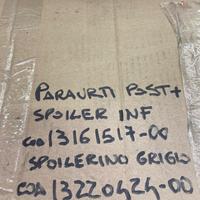 PARAURTI POST+
SPOILER INF
COD 13161517-00
SPOILERINO GRIGIO
COD 13220424-00